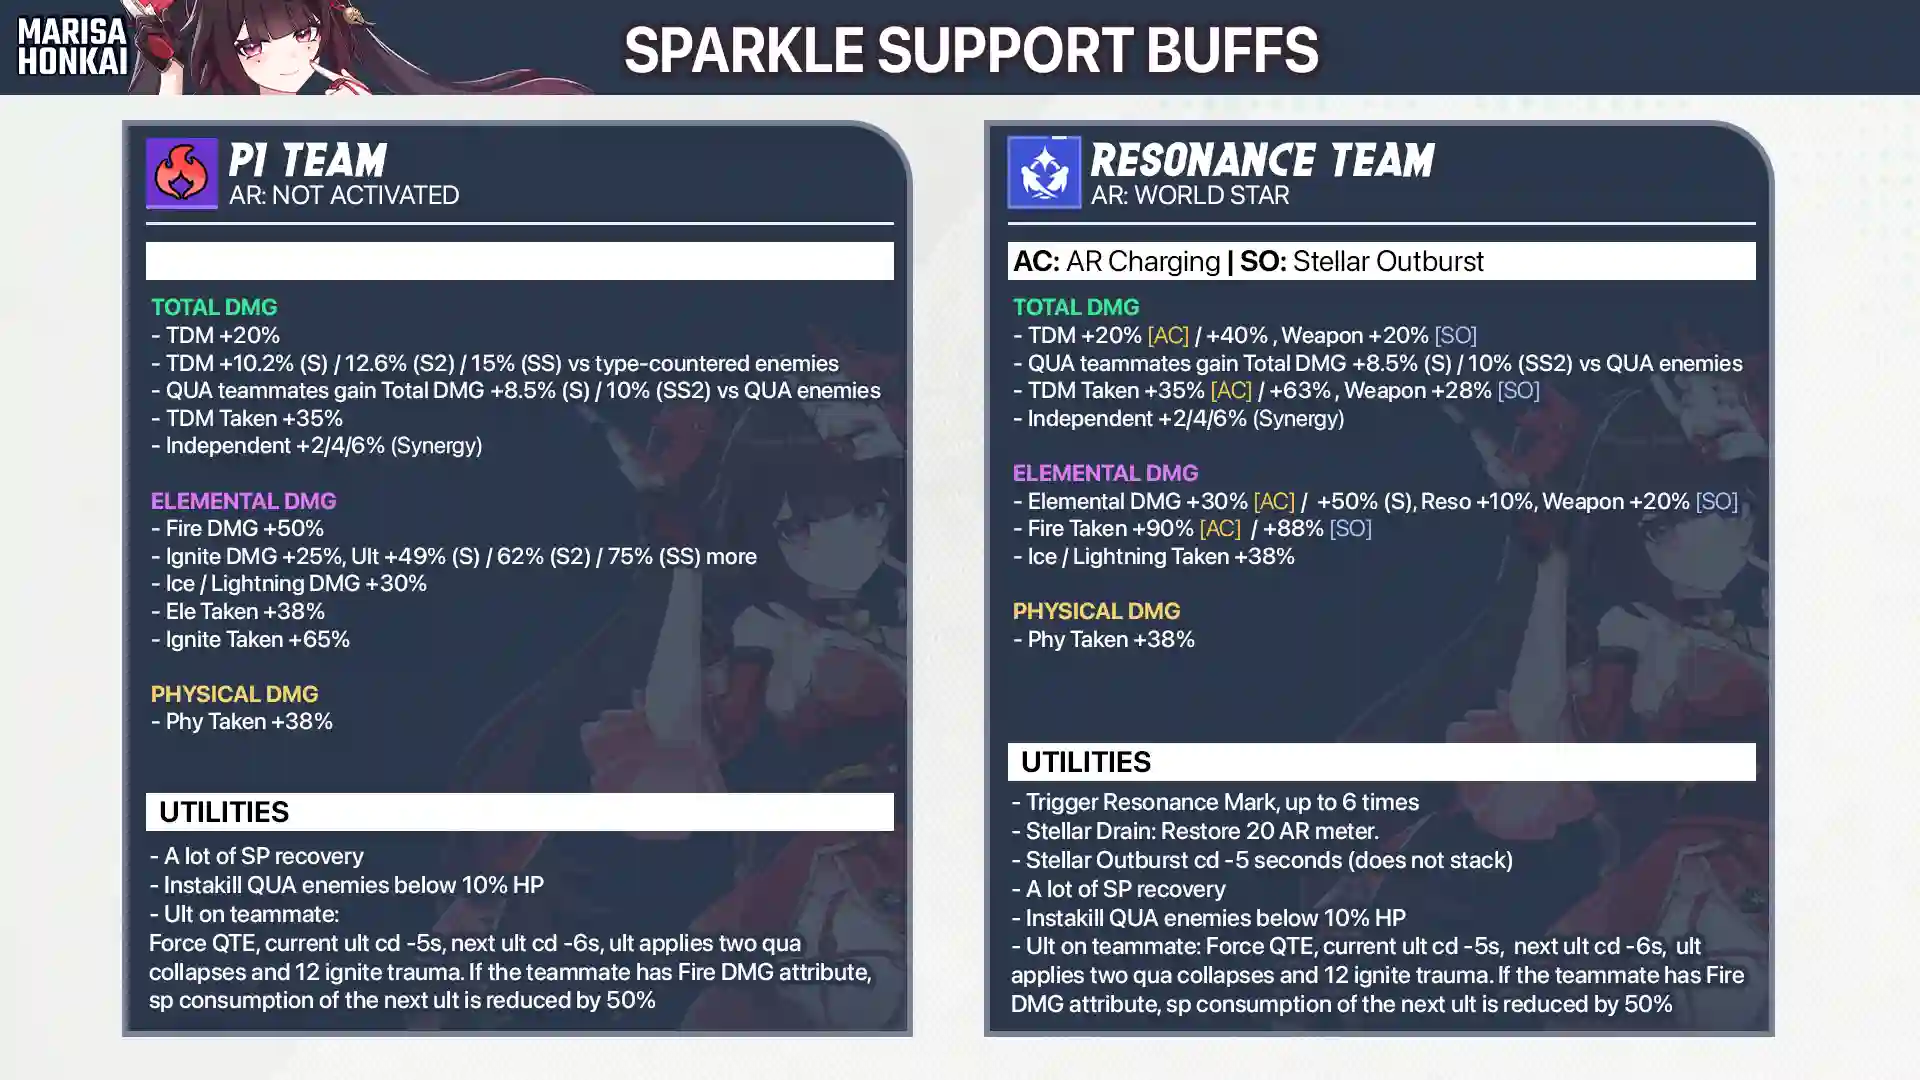 MARISA
HONKAI
SPARKLE SUPPORT BUFFS
P1 TEAM
AR: NOT ACTIVATED
TOTAL DMG
- TDM +20%
- TDM +10.2% (S) / 12.6% (S2) / 15% (SS) vs type-countered enemies
- QUA teammates gain Total DMG +8.5% (S) / 10% (SS2) vs QUA enemies
- TDM Taken +35%
- Independent +2/4/6% (Synergy)
ELEMENTAL DMG
- Fire DMG +50%
- Ignite DMG +25%, Ult +49% (S) / 62% (S2) / 75% (SS) more
- Ice / Lightning DMG +30%
- Ele Taken +38%
- Ignite Taken +65%
PHYSICAL DMG
- Phy Taken +38%
UTILITIES
- A lot of SP recovery
- Instakill QUA enemies below 10% HP
- Ult on teammate:
Force QTE, current ult cd -5s, next ult cd -6s, ult applies two qua
collapses and 12 ignite trauma. If the teammate has Fire DMG attribute,
sp consumption of the next ult is reduced by 50%
RESONANCE TEAM
AR: WORLD STAR
AC: AR Charging | SO: Stellar Outburst
TOTAL DMG
- TDM +20% [AC] / +40% , Weapon +20% [SO]
- QUA teammates gain Total DMG +8.5% (S) / 10% (SS2) vs QUA enemies
- TDM Taken +35% [AC] / +63% , Weapon +28% [SO]
- Independent +2/4/6% (Synergy)
ELEMENTAL DMG
- Elemental DMG +30% [AC] / +50% (S), Reso +10%, Weapon +20% [SO]
- Fire Taken +90% [AC] / +88% [SO]
- Ice / Lightning Taken +38%
PHYSICAL DMG
- Phy Taken +38%
UTILITIES
- Trigger Resonance Mark, up to 6 times
- Stellar Drain: Restore 20 AR meter.
- Stellar Outburst cd -5 seconds (does not stack)
- A lot of SP recovery
- Instakill QUA enemies below 10% HP
- Ult on teammate: Force QTE, current ult cd -5s, next ult cd -6s, ult
applies two qua collapses and 12 ignite trauma. If the teammate has Fire
DMG attribute, sp consumption of the next ult is reduced by 50%